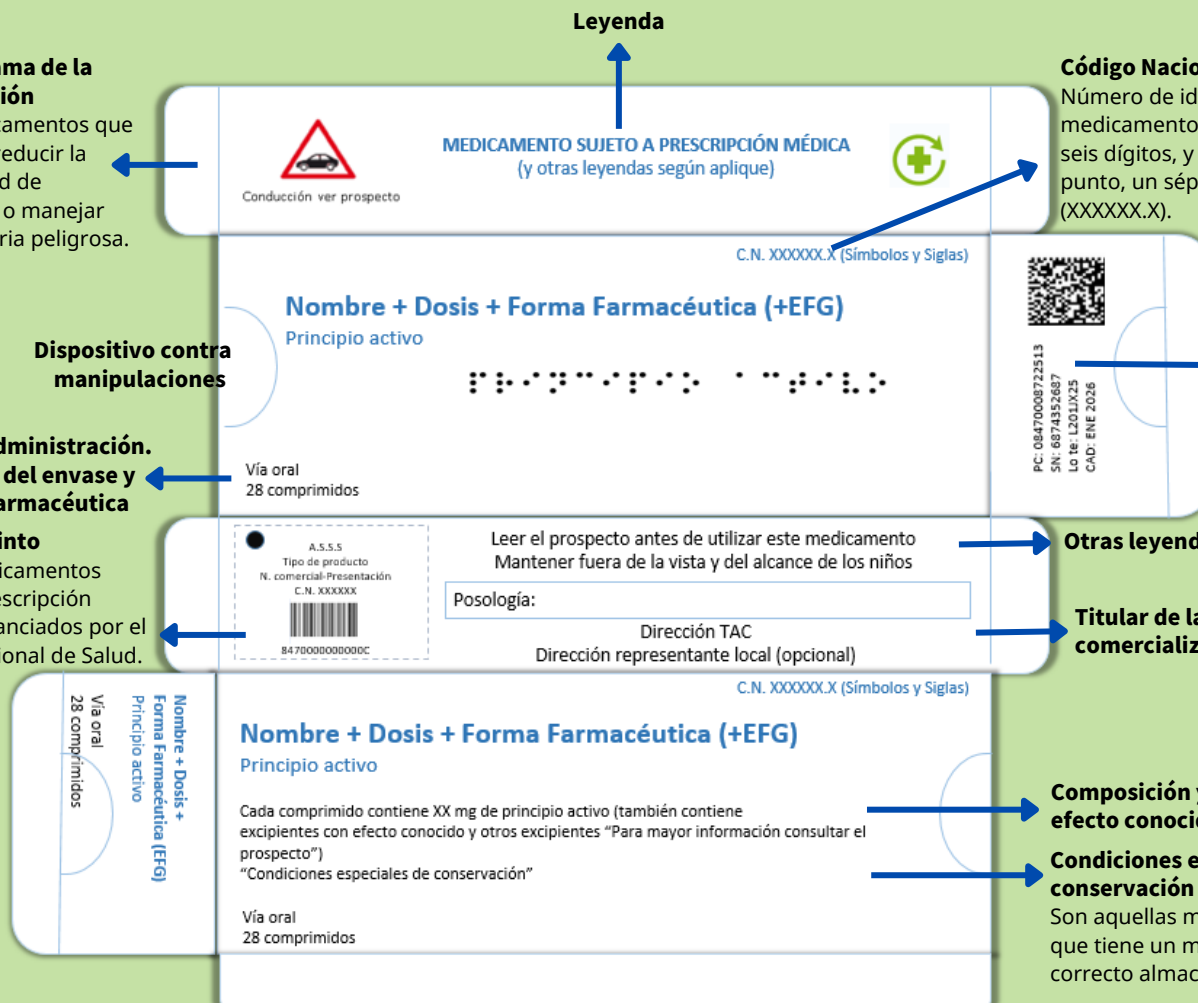 Leyenda
ama de la
ión
camentos que
reducir la
d de
o manejar
ria peligrosa.
Conducción ver prospecto
MEDICAMENTO SUJETO A PRESCRIPCIÓN MÉDICA
(y otras leyendas según aplique)
Código Nacio
Número de id
medicamento
seis dígitos, y
punto, un sép
(XXXXXX.X).
C.N. XXXXXX.X (Símbolos y Siglas)
Nombre + Dosis + Forma Farmacéutica (+EFG)
Principio activo
Dispositivo contra
manipulaciones
PC: 08470008722513
SN: 6874352687
Lo te: L201JX25
CAD: ENE 2026
dministración.
del envase y
armacéutica
Vía oral
28 comprimidos
into
dicamentos
escripción
anciados por el
ional de Salud.
A.S.S.S
Tipo de producto
N. comercial-Presentación
C.N. XXXXXX
8470000000000C
Leer el prospecto antes de utilizar este medicamento
Mantener fuera de la vista y del alcance de los niños
Posología:
Dirección TAC
Dirección representante local (opcional)
Otras leyend
Titular de la
comercializ
Nombre + Dosis +
Forma Farmacéutica (EFG)
Principio activo
Vía oral
28 comprimidos
C.N. XXXXXX.X (Símbolos y Siglas)
Nombre + Dosis + Forma Farmacéutica (+EFG)
Principio activo
Cada comprimido contiene XX mg de principio activo (también contiene
excipientes con efecto conocido y otros excipientes “Para mayor información consultar el
prospecto”)
“Condiciones especiales de conservación”
Vía oral
28 comprimidos
Composición y
efecto conocid
Condiciones e
conservación
Son aquellas m
que tiene un m
correcto almac